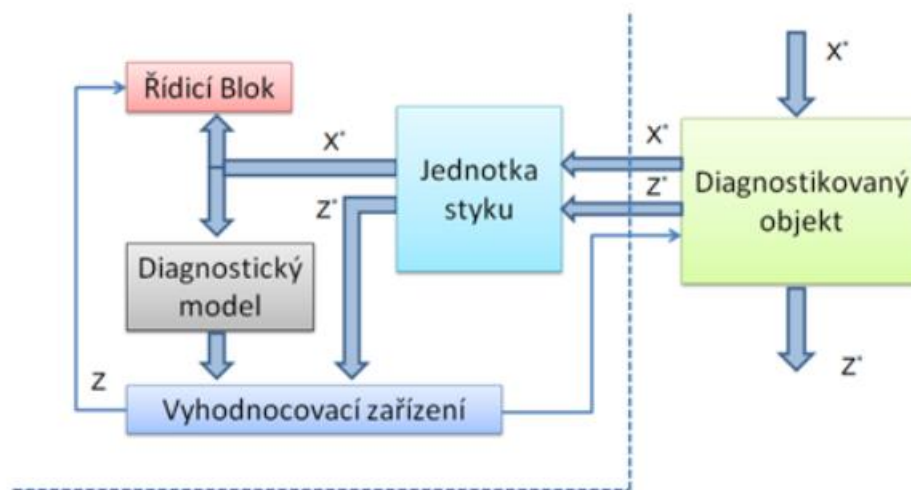 X*
Řídicí Blok
X*
X*
Jednotka
styku
Z*
Diagnostikovaný
objekt
Z*
Diagnostický
model
Z
Vyhodnocovací zařízení
Z*